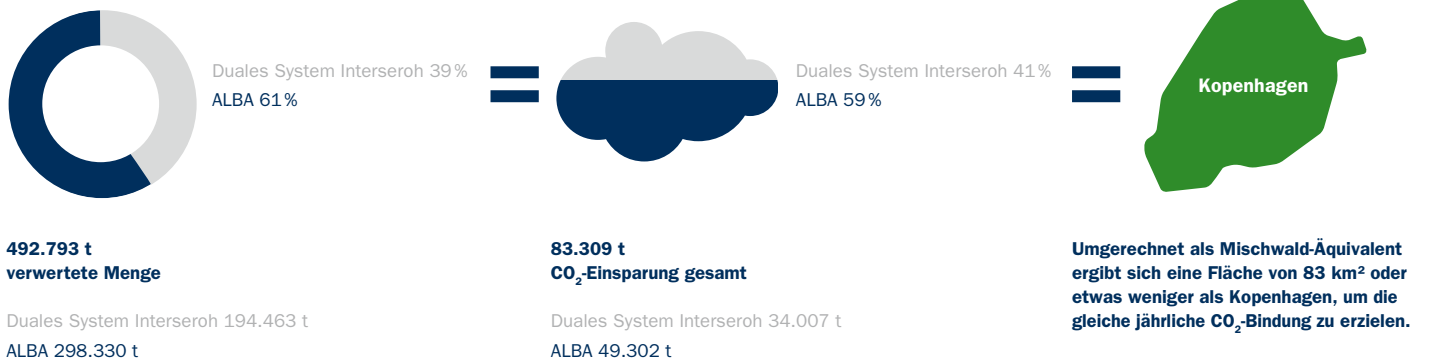 Duales System Interseroh 39 %
ALBA 61 %
492.793 t
verwertete Menge
Duales System Interseroh 194.463 t
ALBA 298.330 t
Duales System Interseroh 41 %
ALBA 59 %
83.309 t
CO₂-Einsparung gesamt
Duales System Interseroh 34.007 t
ALBA 49.302 t
Kopenhagen
Umgerechnet als Mischwald-Äquivalent
ergibt sich eine Fläche von 83 km² oder
etwas weniger als Kopenhagen, um die
gleiche jährliche CO₂-Bindung zu erzielen.